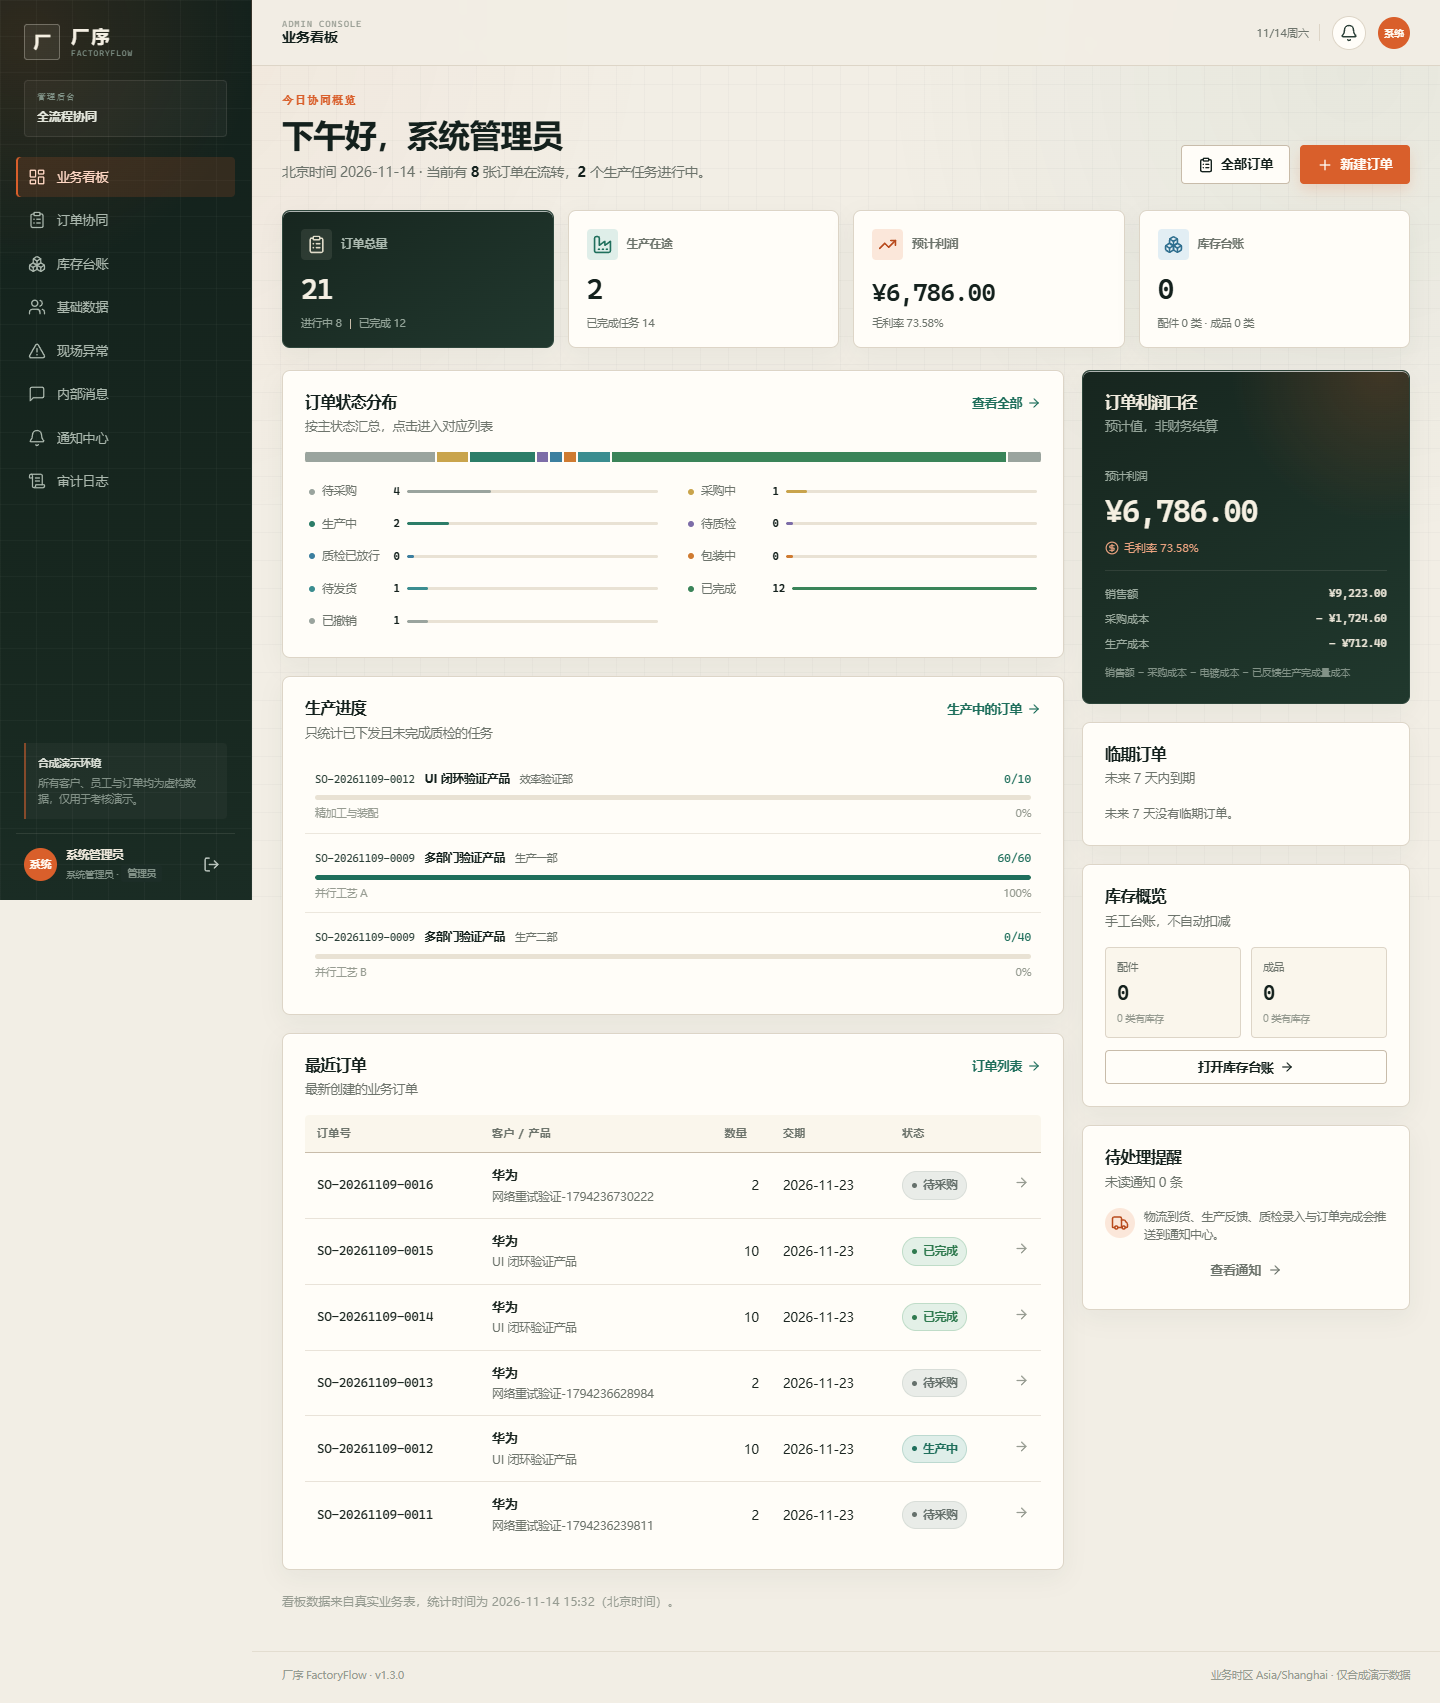 厂
厂序
FACTORYFLOW
管理后台
全流程协同
业务看板
订单协同
库存台账
基础数据
现场异常
内部消息
通知中心
审计日志
合成演示环境
所有客户、员工与订单均为虚构数
据，仅用于考核演示。
系统
系统管理员
系统管理员 · 管理员
ADMIN CONSOLE
业务看板
11/14周六
系统
今日协同概览
下午好，系统管理员
北京时间 2026-11-14 · 当前有 8 张订单在流转，2 个生产任务进行中。
全部订单
新建订单
订单总量
21
进行中 8 | 已完成 12
生产在途
2
已完成任务 14
预计利润
¥6,786.00
毛利率 73.58%
库存台账
0
配件 0 类 · 成品 0 类
订单状态分布
查看全部 →
按主状态汇总，点击进入对应列表
待采购 4
采购中 1
生产中 2
待质检 0
质检已放行 0
包装中 0
待发货 1
已完成 12
已撤销 1
生产进度
生产中的订单 →
只统计已下发且未完成质检的任务
SO-20261109-0012 UI 闭环验证产品 效率验证部 0/10
精加工与装配 0%
SO-20261109-0009 多部门验证产品 生产一部 60/60
并行工艺 A 100%
SO-20261109-0009 多部门验证产品 生产二部 0/40
并行工艺 B 0%
最近订单
订单列表 →
最新创建的业务订单
订单号 客户 / 产品 数量 交期 状态
SO-20261109-0016 华为 2 2026-11-23 待采购 →
网络重试验证-1794236730222
SO-20261109-0015 华为 10 2026-11-23 已完成 →
UI 闭环验证产品
SO-20261109-0014 华为 10 2026-11-23 已完成 →
UI 闭环验证产品
SO-20261109-0013 华为 2 2026-11-23 待采购 →
网络重试验证-1794236628984
SO-20261109-0012 华为 10 2026-11-23 生产中 →
UI 闭环验证产品
SO-20261109-0011 华为 2 2026-11-23 待采购 →
网络重试验证-1794236239811
看板数据来自真实业务表，统计时间为 2026-11-14 15:32（北京时间）。
订单利润口径
预计值，非财务结算
预计利润
¥6,786.00
毛利率 73.58%
销售额 ¥9,223.00
采购成本 − ¥1,724.60
生产成本 − ¥712.40
销售额 − 采购成本 − 电镀成本 − 已反馈生产完成量成本
临期订单
未来 7 天内到期
未来 7 天没有临期订单。
库存概览
手工台账，不自动扣减
配件
0
0 类有库存
成品
0
0 类有库存
打开库存台账 →
待处理提醒
未读通知 0 条
物流到货、生产反馈、质检录入与订单完成会推
送到通知中心。
查看通知 →
厂序 FactoryFlow · v1.3.0
业务时区 Asia/Shanghai · 仅合成演示数据